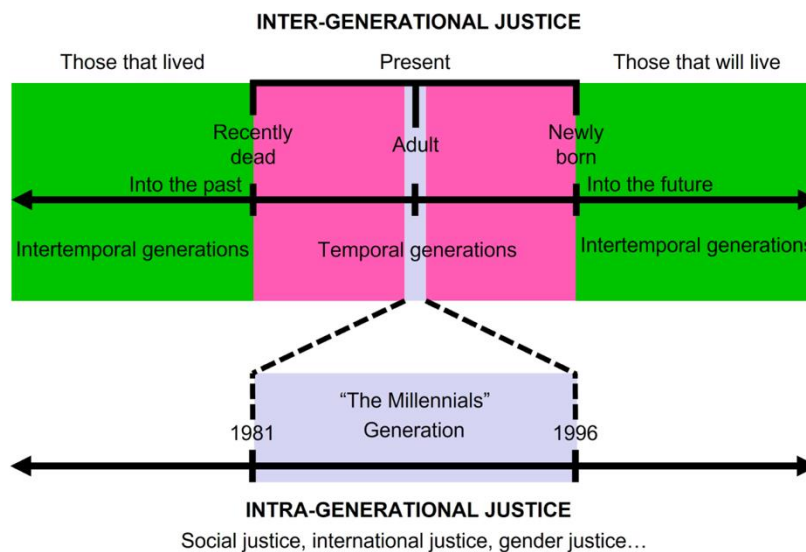 INTER-GENERATIONAL JUSTICE
Those that lived
Present
Those that will live
Recently
dead
Adult
Newly
born
Into the past
Into the future
Intertemporal generations
Temporal generations
Intertemporal generations
“The Millennials”
Generation
1981
1996
INTRA-GENERATIONAL JUSTICE
Social justice, international justice, gender justice…